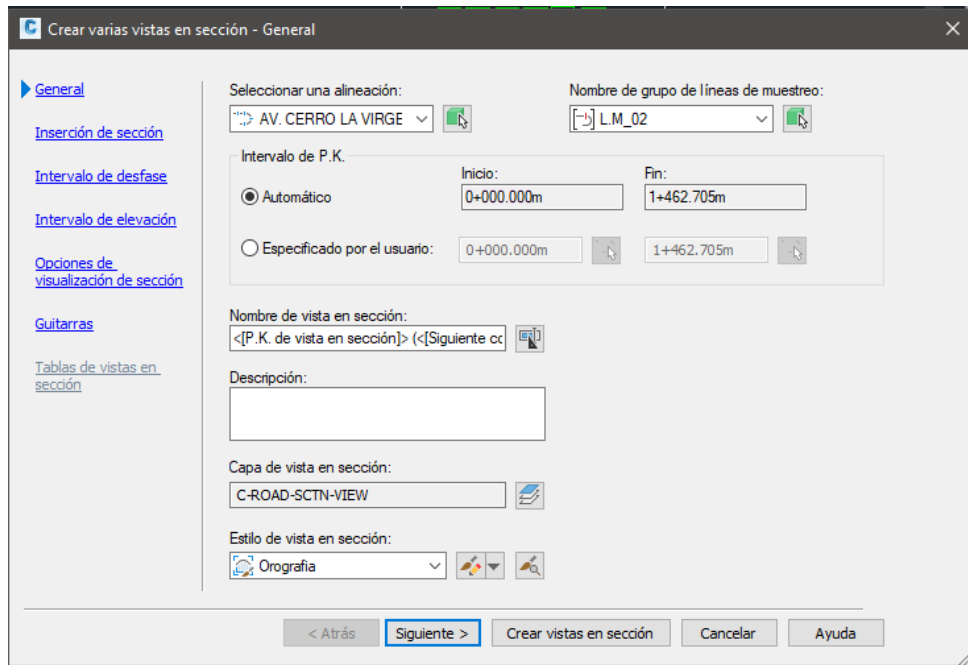 Crear varias vistas en sección - General
General
Inserción de sección
Intervalo de desfase
Intervalo de elevación
Opciones de
visualización de sección
Guitarras
Tablas de vistas en
sección
Seleccionar una alineación:
AV. CERRO LA VIRGE
Nombre de grupo de líneas de muestreo:
L.M_02
Intervalo de P.K.
Inicio:
Fin:
Automático
0+000.000m
1+462.705m
Especificado por el usuario:
0+000.000m
1+462.705m
Nombre de vista en sección:
<[P.K. de vista en sección]> (<[Siguiente co
Descripción:
Capa de vista en sección:
C-ROAD-SCTN-VIEW
Estilo de vista en sección:
Orografia
< Atrás
Siguiente >
Crear vistas en sección
Cancelar
Ayuda